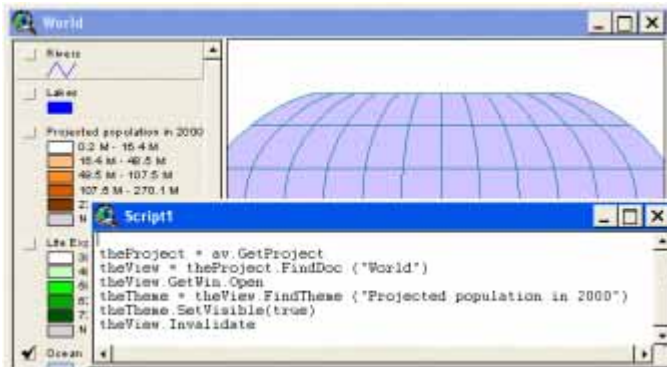 World
Rivers
Lakes
Projected population in 2000
0.2 M - 16.4 M
16.4 M - 48.5 M
48.5 M - 107.5 M
107.5 M - 270.1 M
Script1
theProject = av.GetProject
theView = theProject.FindDoc ("World")
theView.GetWin.Open
theTheme = theView.FindTheme ("Projected population in 2000")
theTheme.SetVisible(true)
theView.Invalidate
Ocean